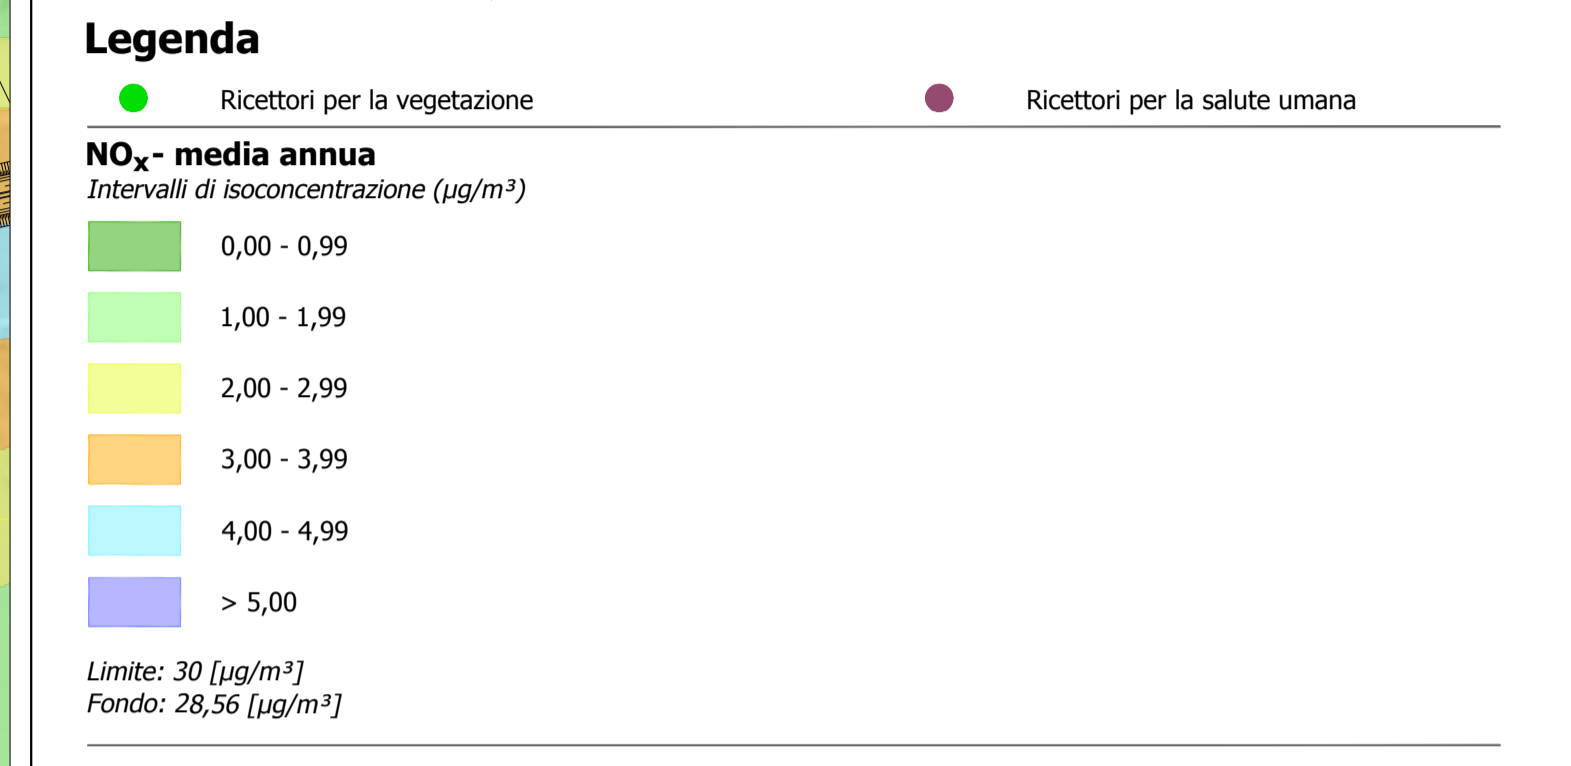 Legenda
Ricettori per la vegetazione
Ricettori per la salute umana
NOₓ- media annua
Intervalli di isoconcentrazione (µg/m³)
0,00 - 0,99
1,00 - 1,99
2,00 - 2,99
3,00 - 3,99
4,00 - 4,99
> 5,00
Limite: 30 [µg/m³]
Fondo: 28,56 [µg/m³]